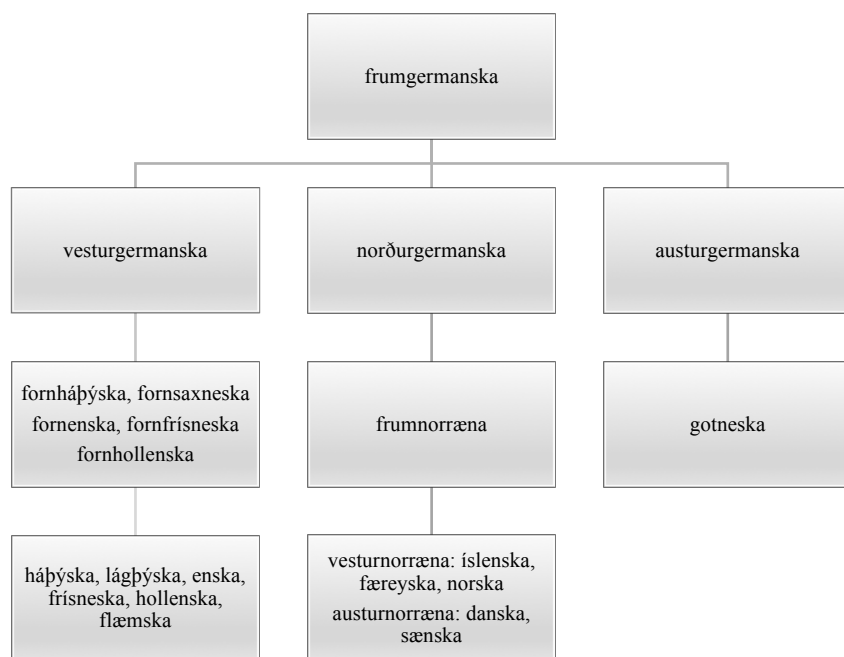 frumgermanska
vesturgermanska
norðurgermanska
austurgermanska
fornháþýska, fornsaxneska
fornenska, fornfrísneska
fornhollenska
frumnorræna
gotneska
háþýska, lágþýska, enska,
frísneska, hollenska,
flæmska
vesturnorræna: íslenska,
færeyska, norska
austurnorræna: danska,
sænska